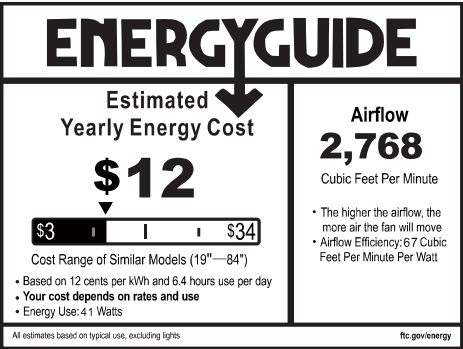 ENERGYGUIDE
Estimated
Yearly Energy Cost
$12
$3
$34
Cost Range of Similar Models (19"—84")
• Based on 12 cents per kWh and 6.4 hours use per day
• Your cost depends on rates and use
• Energy Use: 41 Watts
Airflow
2,768
Cubic Feet Per Minute
• The higher the airflow, the
more air the fan will move
• Airflow Efficiency: 67 Cubic
Feet Per Minute Per Watt
All estimates based on typical use, excluding lights
ftc.gov/energy